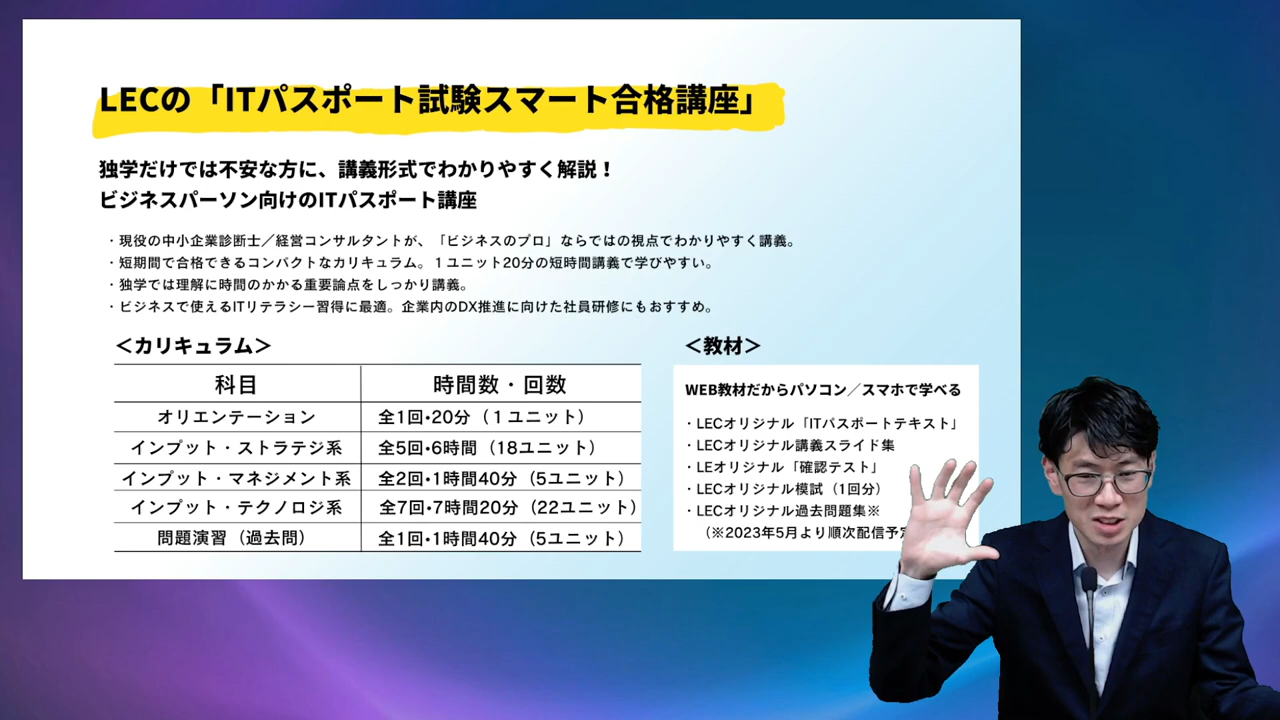 LECの「ITパスポート試験スマート合格講座」
独学だけでは不安な方に、講義形式でわかりやすく解説！
ビジネスパーソン向けのITパスポート講座
・現役の中小企業診断士／経営コンサルタントが、「ビジネスのプロ」ならではの視点でわかりやすく講義。
・短期間で合格できるコンパクトなカリキュラム。１ユニット20分の短時間講義で学びやすい。
・独学では理解に時間のかかる重要論点をしっかり講義。
・ビジネスで使えるITリテラシー習得に最適。企業内のDX推進に向けた社員研修にもおすすめ。
＜カリキュラム＞
科目 時間数・回数
オリエンテーション 全1回・20分（１ユニット）
インプット・ストラテジ系 全5回・6時間（18ユニット）
インプット・マネジメント系 全2回・1時間40分（5ユニット）
インプット・テクノロジ系 全7回・7時間20分（22ユニット）
問題演習（過去問） 全1回・1時間40分（5ユニット）
＜教材＞
WEB教材だからパソコン／スマホで学べる
・LECオリジナル「ITパスポートテキスト」
・LECオリジナル講義スライド集
・LEオリジナル「確認テスト」
・LECオリジナル模試（1回分）
・LECオリジナル過去問題集※
（※2023年5月より順次配信予定